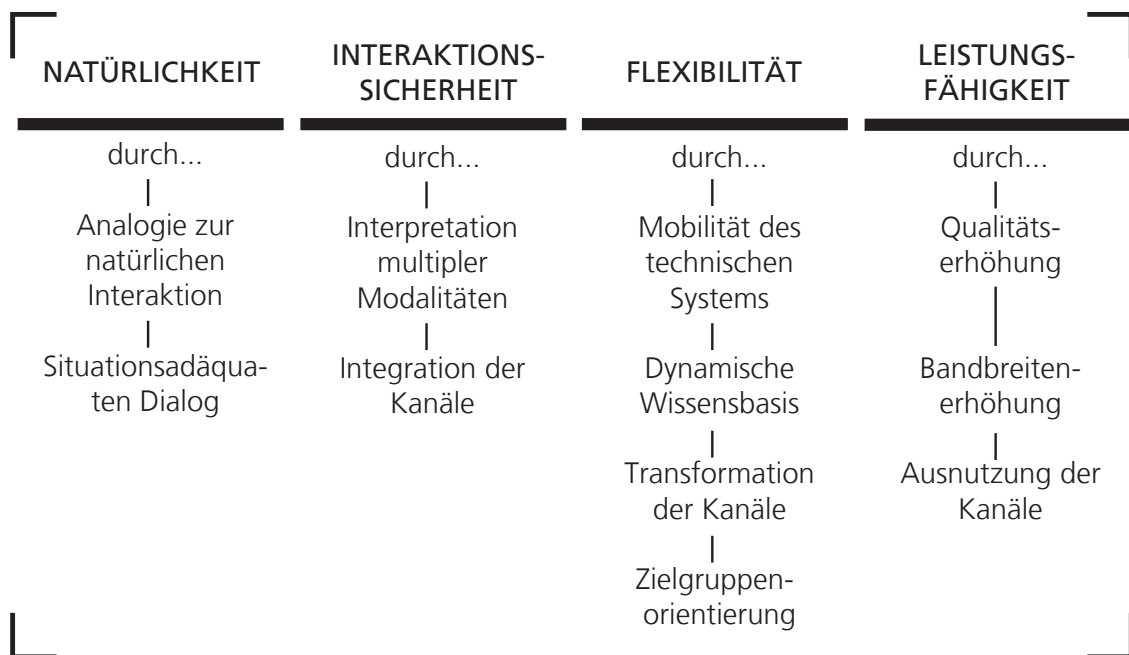 NATÜRLICHKEIT
durch...
Analogie zur
natürlichen
Interaktion
Situationsadäqua-
ten Dialog
INTERAKTIONS-
SICHERHEIT
durch...
Interpretation
multipler
Modalitäten
Integration der
Kanäle
FLEXIBILITÄT
durch...
Mobilität des
technischen
Systems
Dynamische
Wissensbasis
Transformation
der Kanäle
Zielgruppen-
orientierung
LEISTUNGS-
FÄHIGKEIT
durch...
Qualitäts-
erhöhung
Bandbreiten-
erhöhung
Ausnutzung der
Kanäle